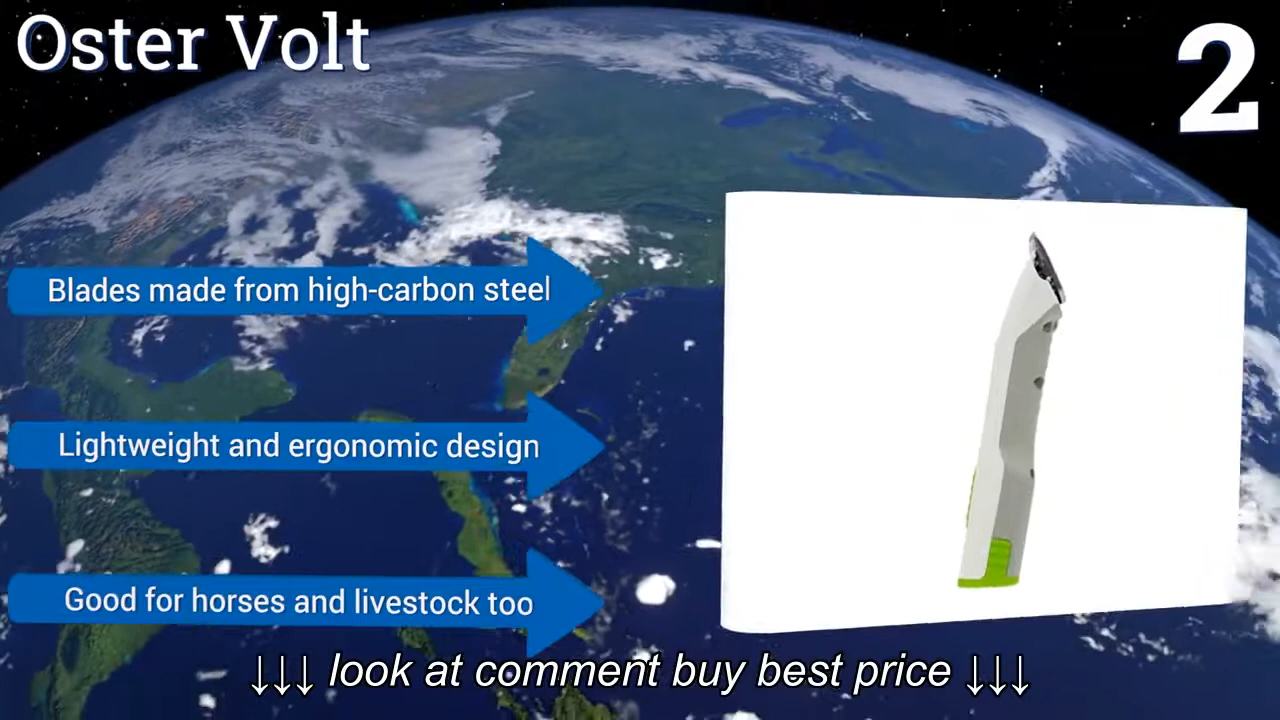 Oster Volt
2
Blades made from high-carbon steel
Lightweight and ergonomic design
Good for horses and livestock too
↓↓↓ look at comment buy best price ↓↓↓